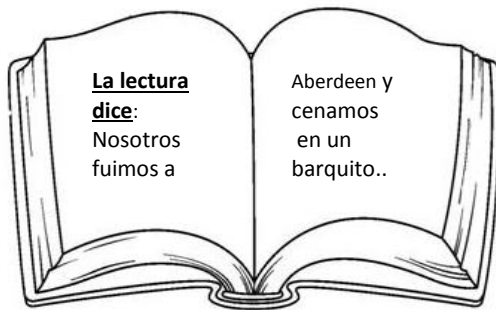 La lectura
dice:
Nosotros
fuimos a
Aberdeen y
cenamos
en un
barquito..